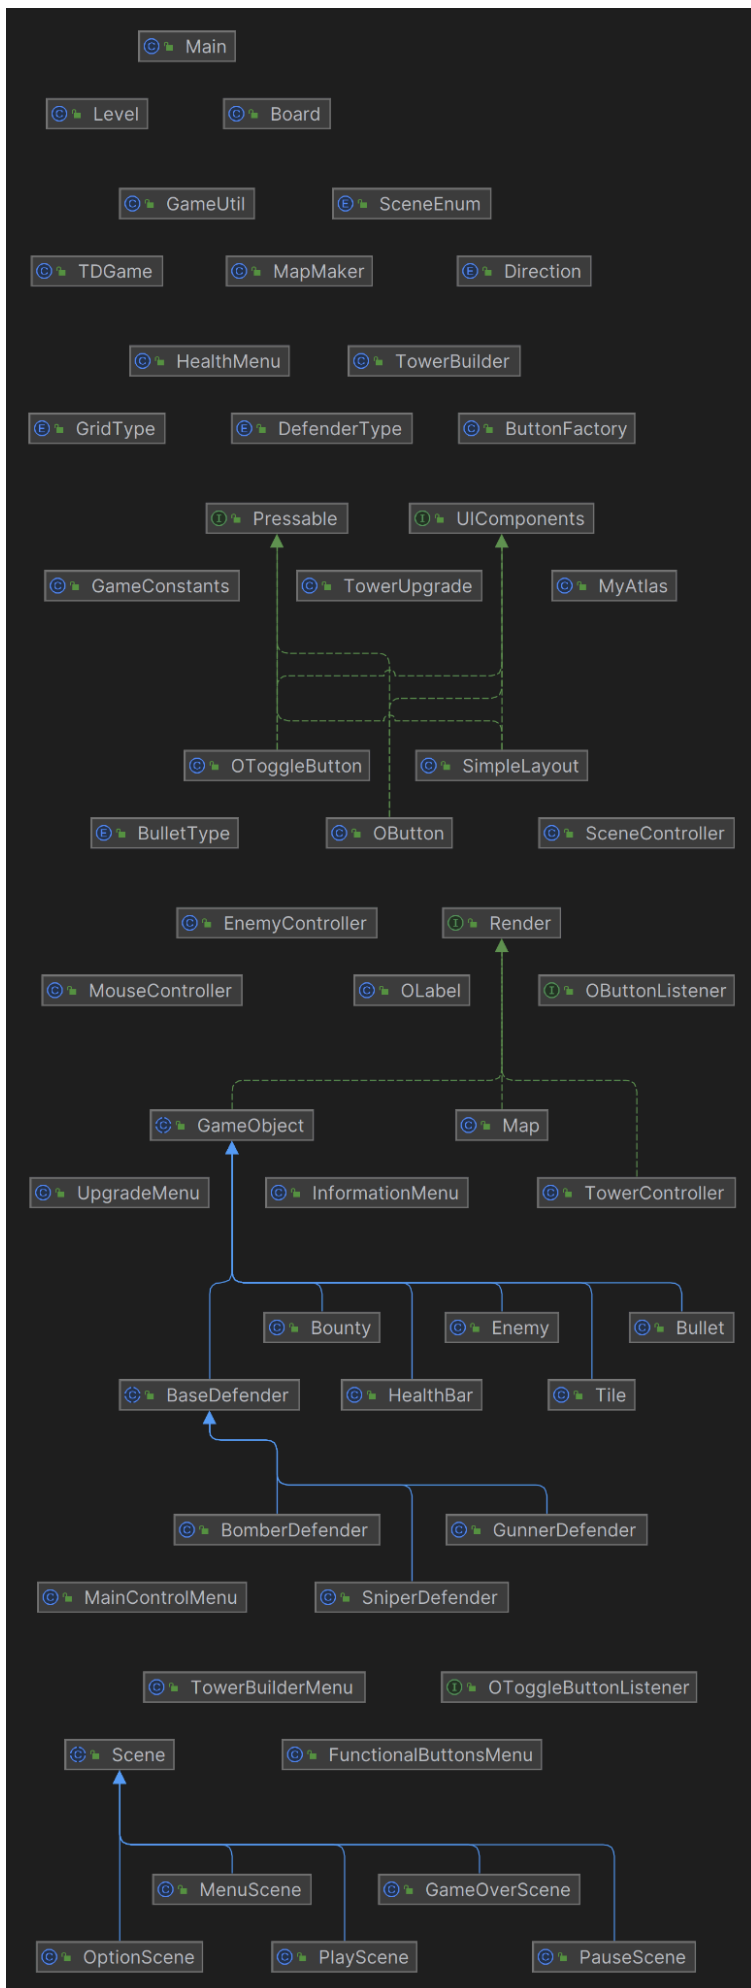 Main
Level Board
GameUtil SceneEnum
TDGame MapMaker Direction
HealthMenu TowerBuilder
GridType DefenderType ButtonFactory
Pressable UIComponents
GameConstants TowerUpgrade MyAtlas
OToggleButton SimpleLayout
BulletType OButton SceneController
EnemyController Render
MouseController OLabel OButtonListener
GameObject Map
UpgradeMenu InformationMenu TowerController
Bounty Enemy Bullet
BaseDefender HealthBar Tile
BomberDefender GunnerDefender
MainControlMenu SniperDefender
TowerBuilderMenu OToggleButtonListener
Scene FunctionalButtonsMenu
MenuScene GameOverScene
OptionScene PlayScene PauseScene